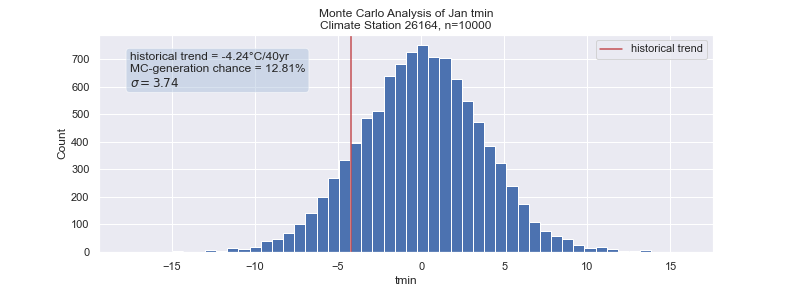 Monte Carlo Analysis of Jan tmin
Climate Station 26164, n=10000
historical trend = -4.24°C/40yr
MC-generation chance = 12.81%
σ = 3.74
historical trend
700
600
500
400
300
200
100
0
Count
−15
−10
−5
0
5
10
15
tmin